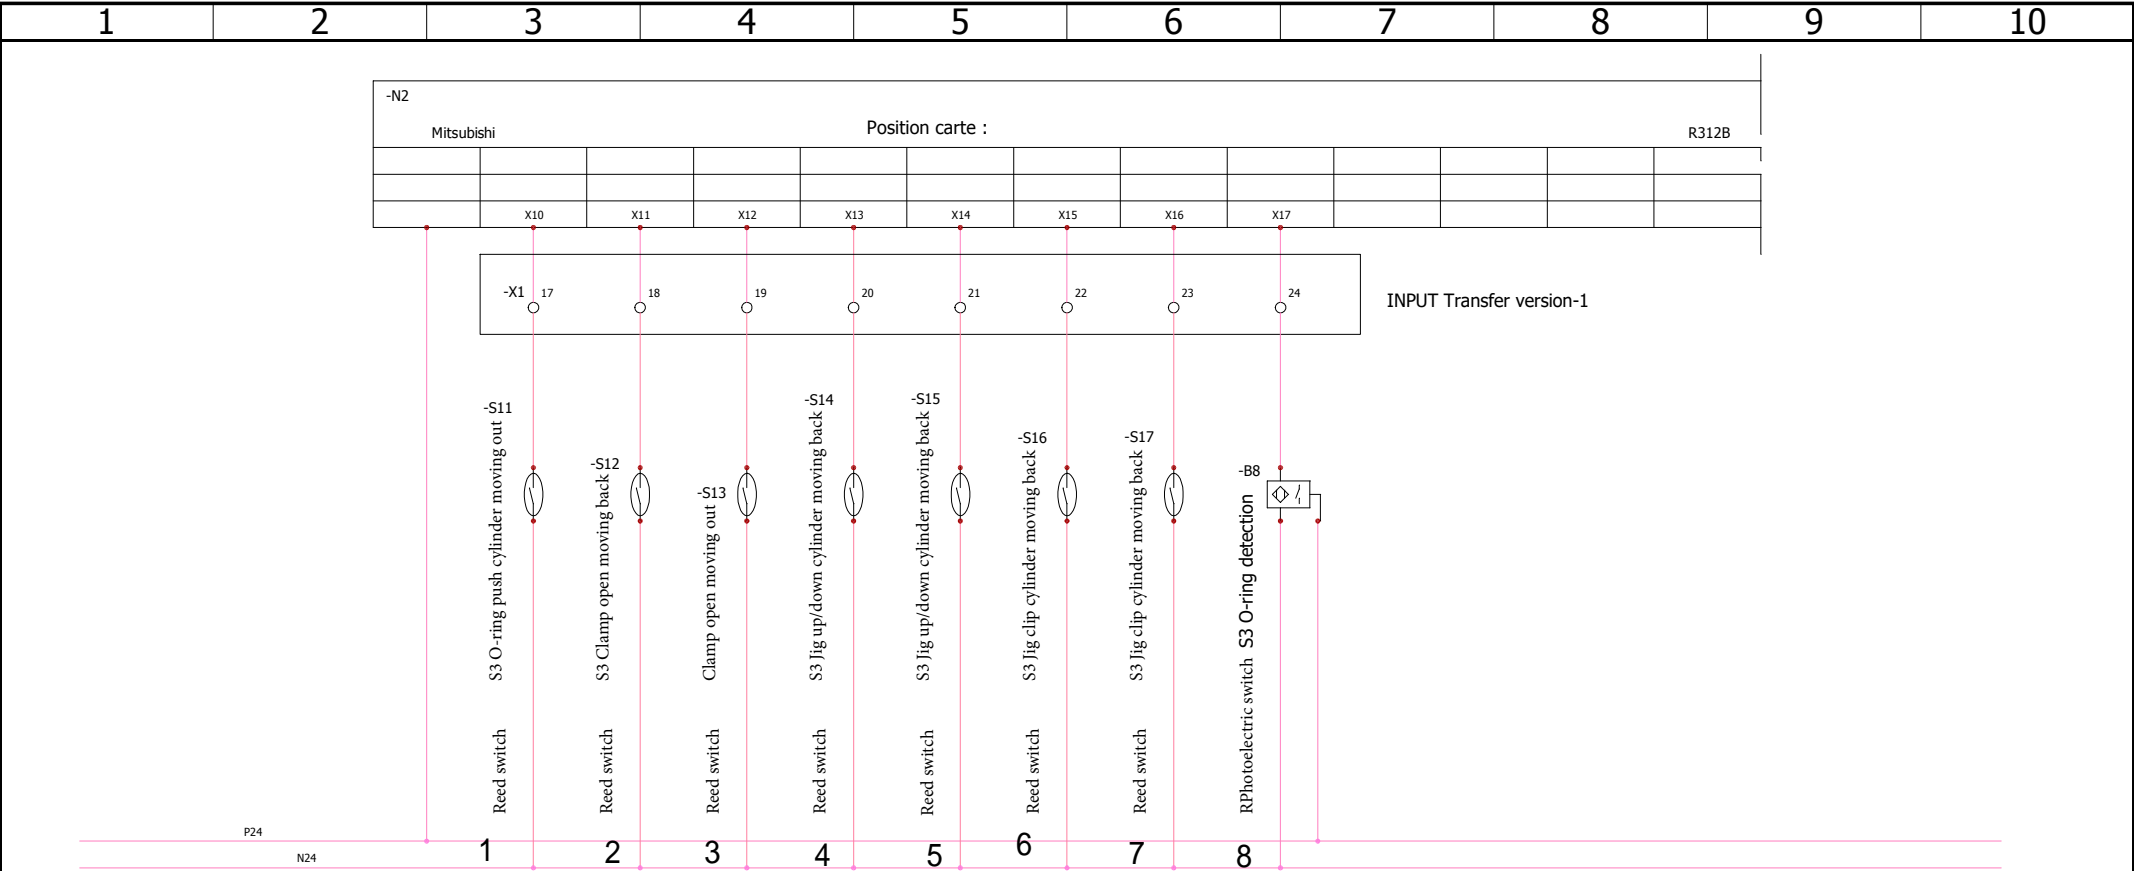 1 2 3 4 5 6 7 8 9 10
-N2
Mitsubishi
Position carte :
R312B
X10 X11 X12 X13 X14 X15 X16 X17
-X1 17 18 19 20 21 22 23 24
INPUT Transfer version-1
-S11
S3 O-ring push cylinder moving out
Reed switch
-S12
S3 Clamp open moving back
Reed switch
-S13
Clamp open moving out
Reed switch
-S14
S3 Jig up/down cylinder moving back
Reed switch
-S15
S3 Jig up/down cylinder moving back
Reed switch
-S16
S3 Jig clip cylinder moving back
Reed switch
-S17
S3 Jig clip cylinder moving back
Reed switch
-B8
RPhotoelectric switch S3 O-ring detection
P24
N24
1 2 3 4 5 6 7 8